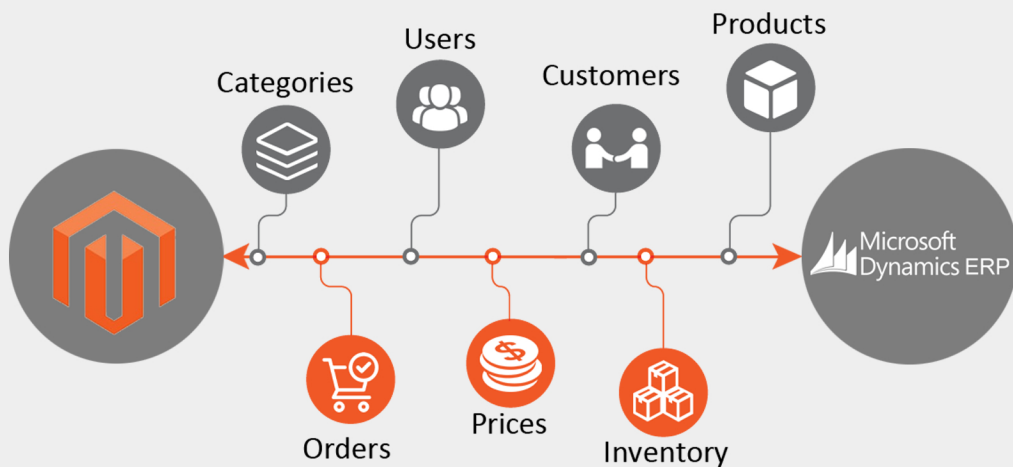 Products
Users
Customers
Categories
Microsoft
Dynamics ERP
Orders
Prices
Inventory